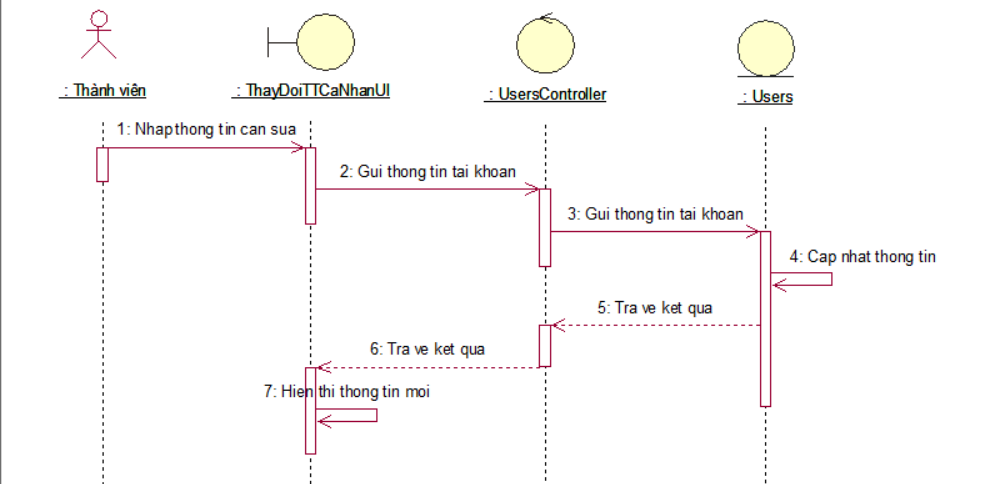 : Thành viên
: ThayDoiTTCaNhanUI
: UsersController
: Users
1: Nhap thong tin can sua
2: Gui thong tin tai khoan
3: Gui thong tin tai khoan
4: Cap nhat thong tin
5: Tra ve ket qua
6: Tra ve ket qua
7: Hien thi thong tin moi